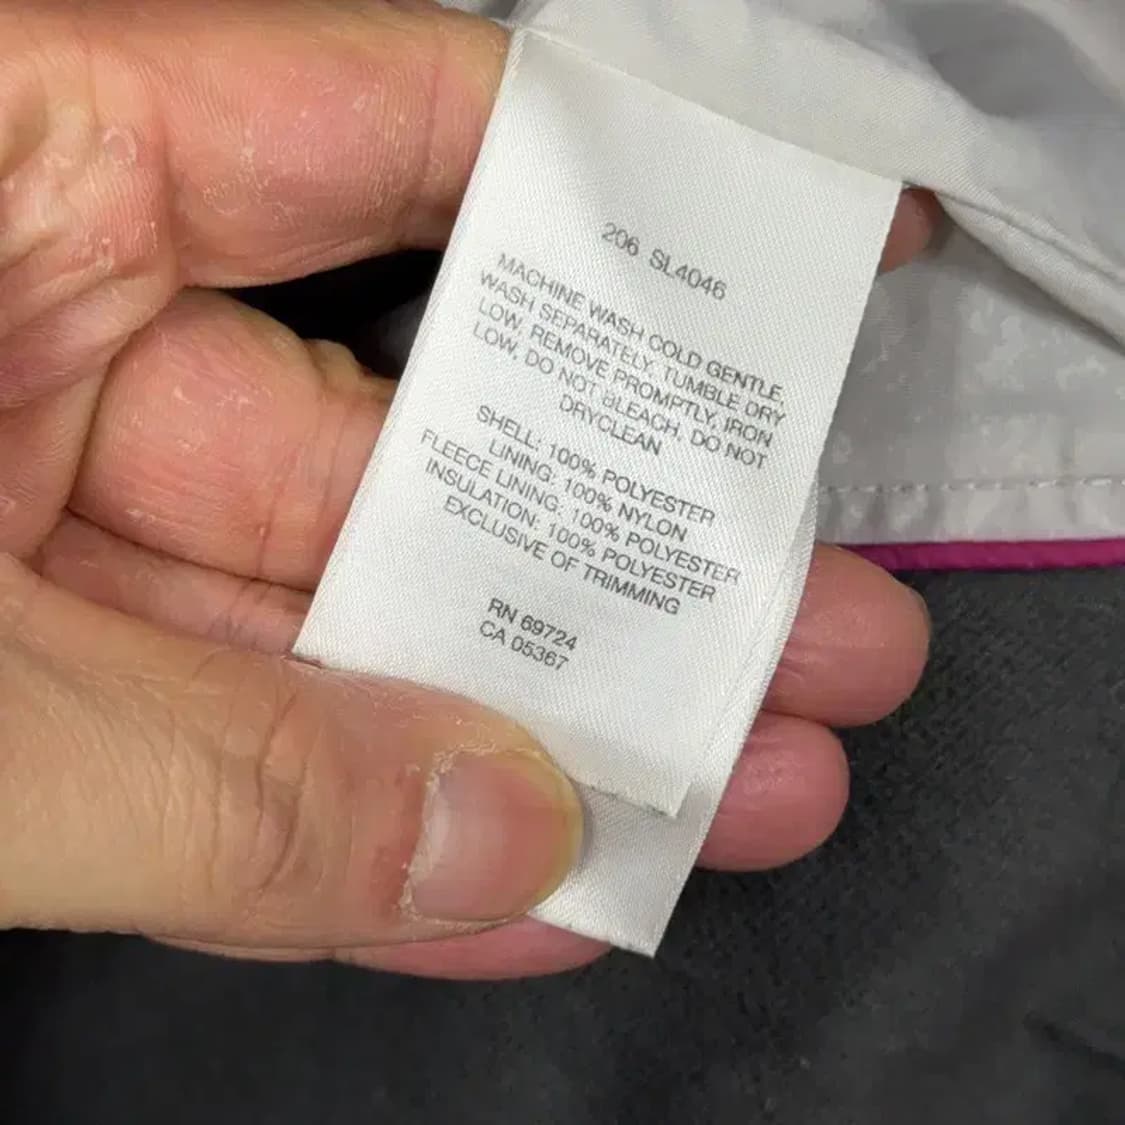 206 SL4046
MACHINE WASH COLD GENTLE,
WASH SEPARATELY, TUMBLE DRY
LOW, REMOVE PROMPTLY, IRON
LOW, DO NOT BLEACH, DO NOT
DRYCLEAN
SHELL: 100% POLYESTER
LINING: 100% NYLON
FLEECE LINING: 100% POLYESTER
INSULATION: 100% POLYESTER
EXCLUSIVE OF TRIMMING
RN 69724
CA 05367